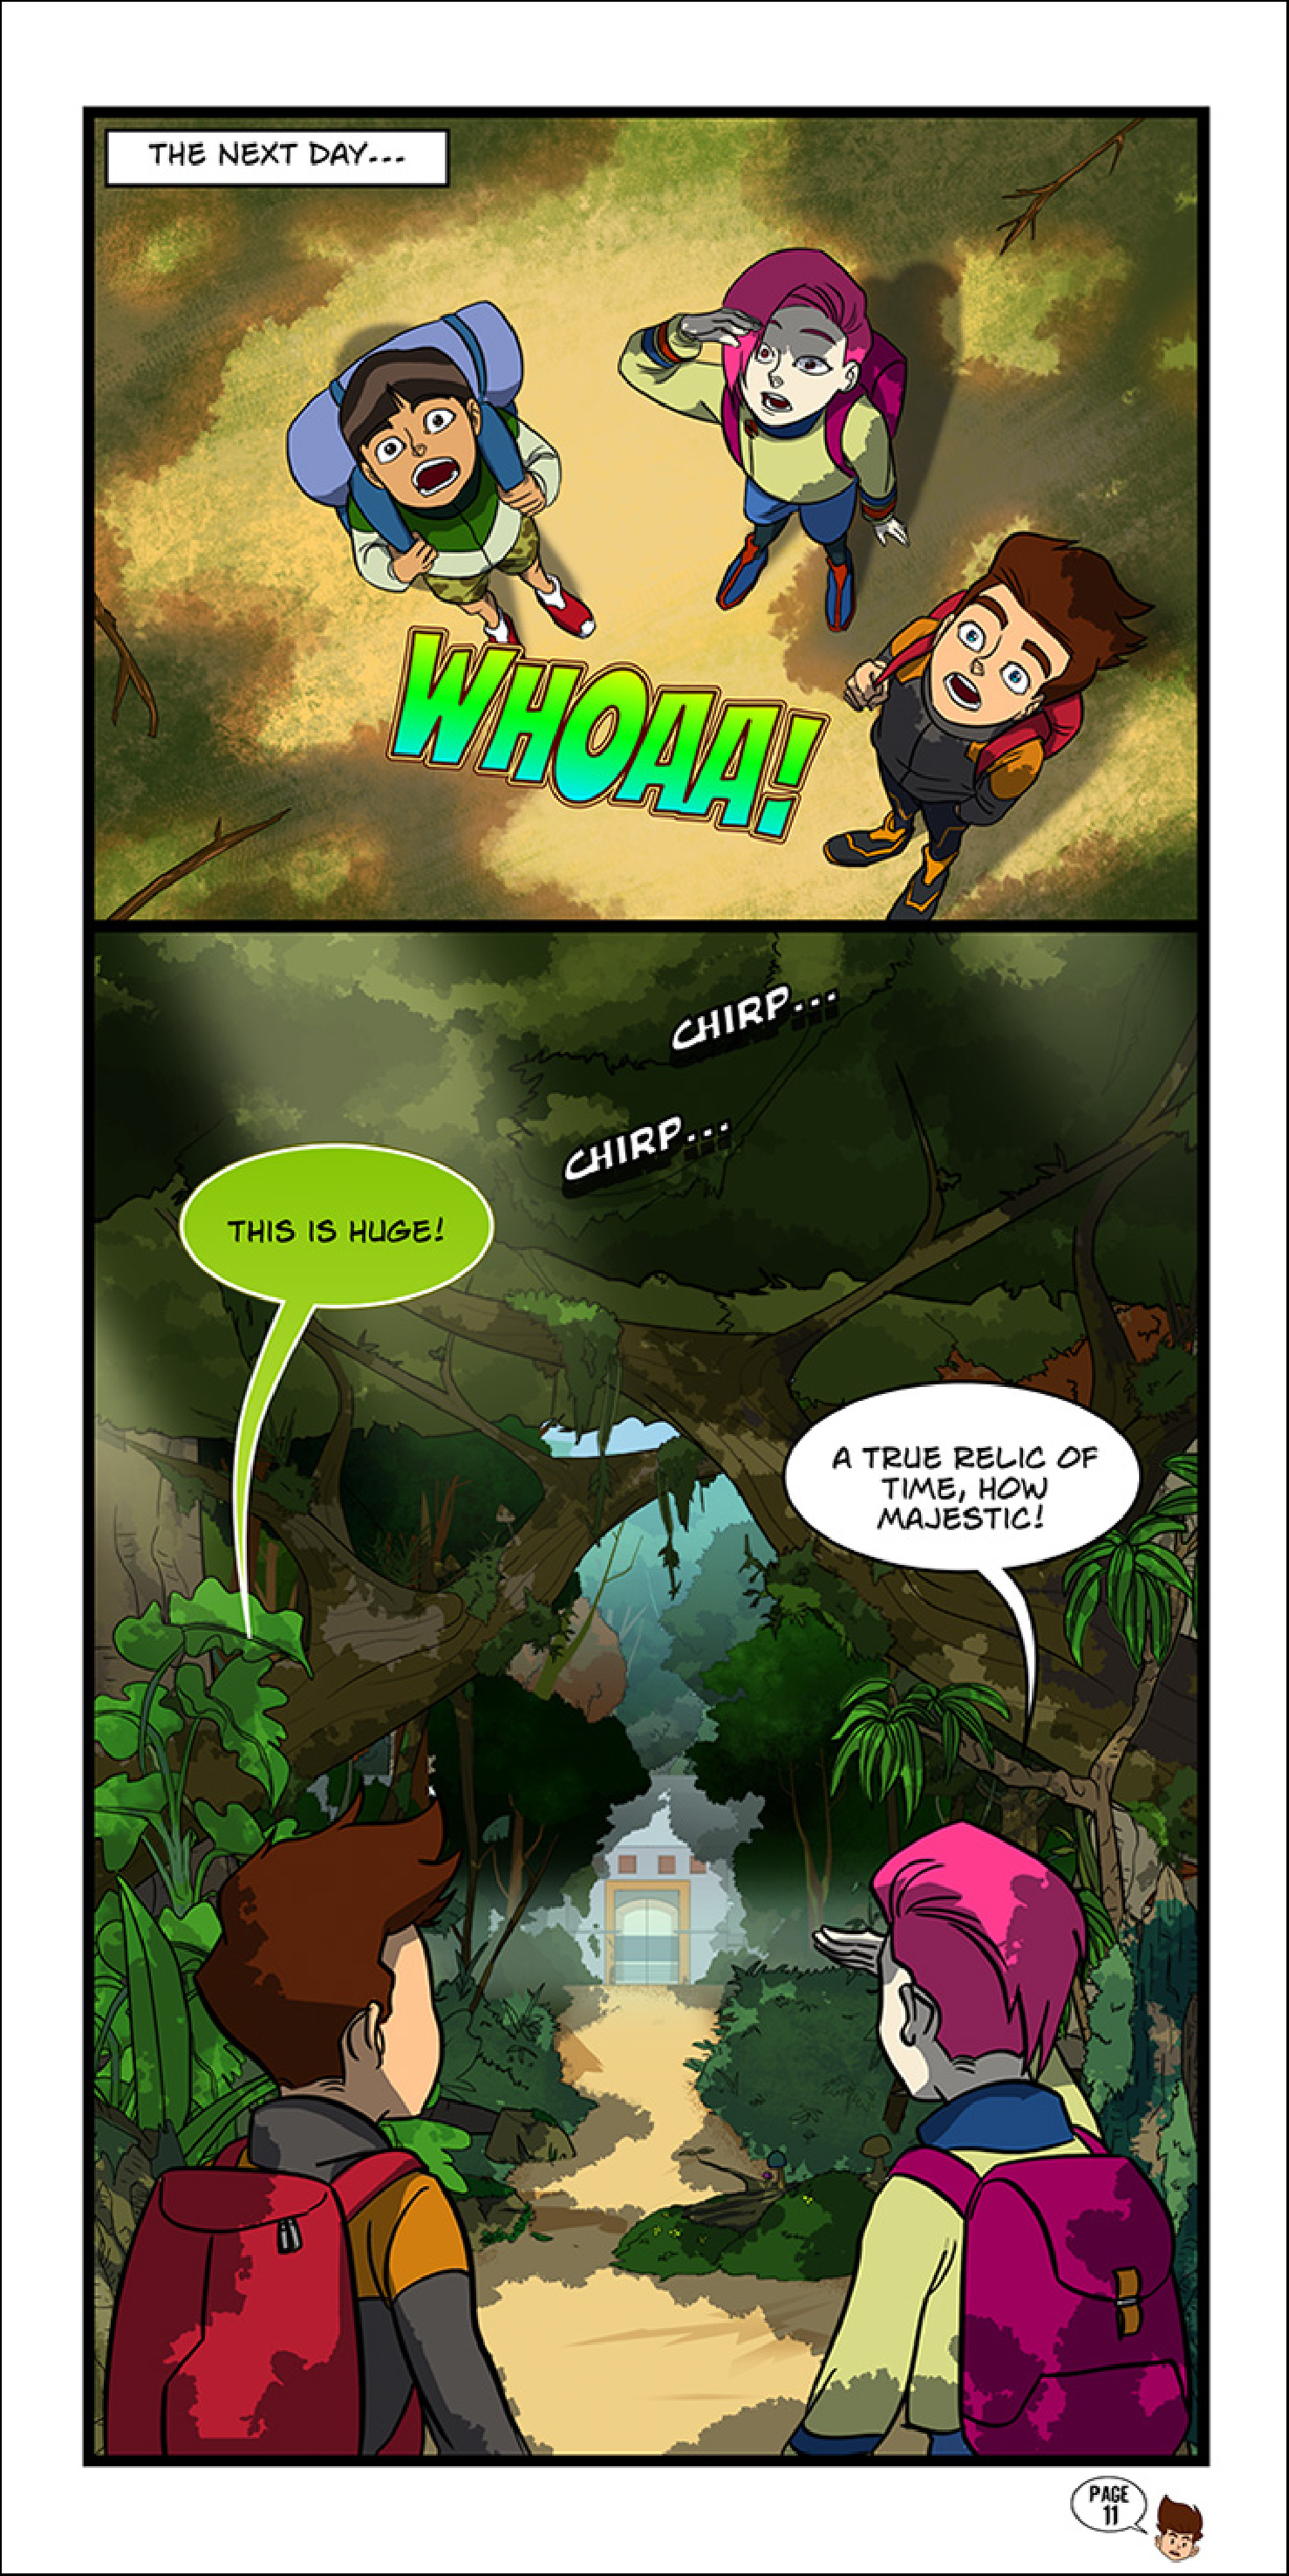 THE NEXT DAY...
WHOAA!
CHIRP...
CHIRP...
THIS IS HUGE!
A TRUE RELIC OF
TIME, HOW
MAJESTIC!
PAGE
11